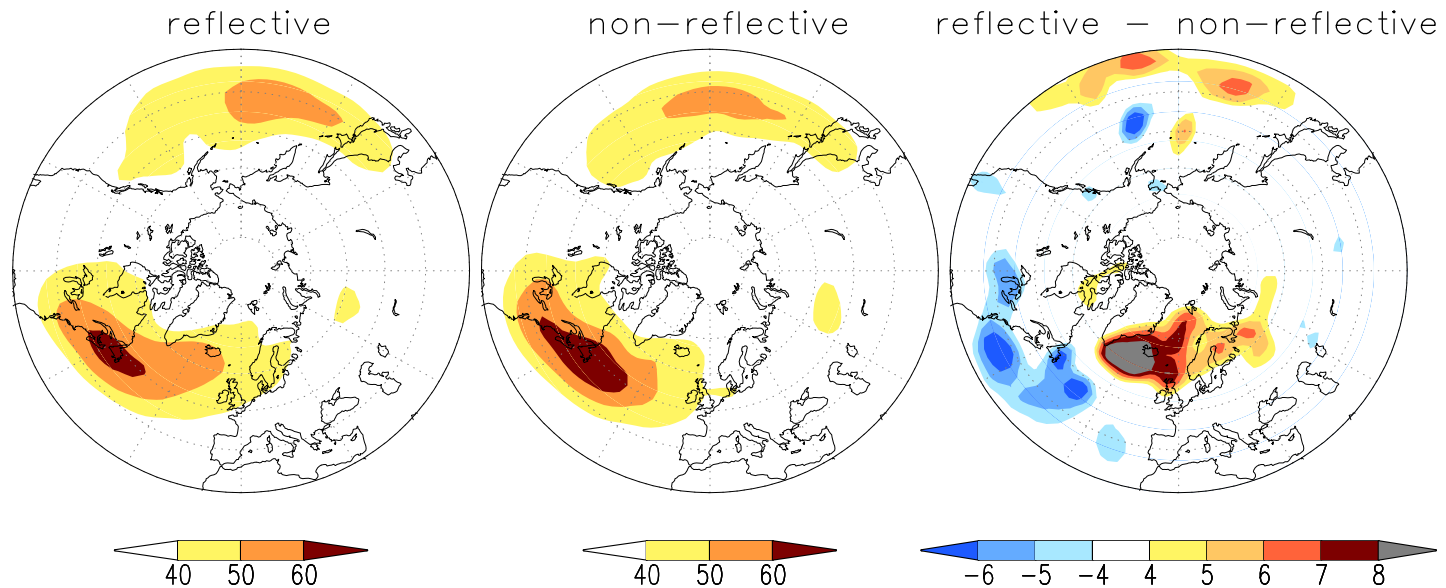 reflective
non-reflective
reflective - non-reflective
40 50 60
40 50 60
-6 -5 -4 4 5 6 7 8